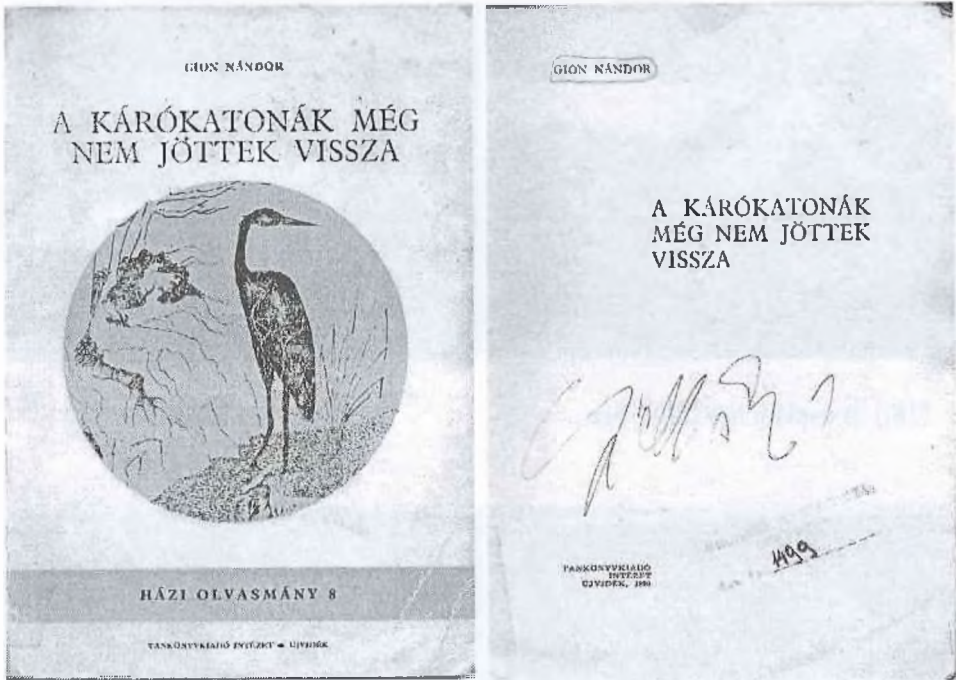 GION NÁNDOR
A KÁRÓKATONÁK MÉG
NEM JÖTTEK VISSZA
HÁZI OLVASMÁNY 8
TANKÖNYVKIADÓ INTÉZET ÚJVIDÉK
GION NÁNDOR
A KÁRÓKATONÁK
MÉG NEM JÖTTEK
VISSZA
TANKÖNYVKIADÓ
INTÉZET
ÚJVIDÉK,
1199